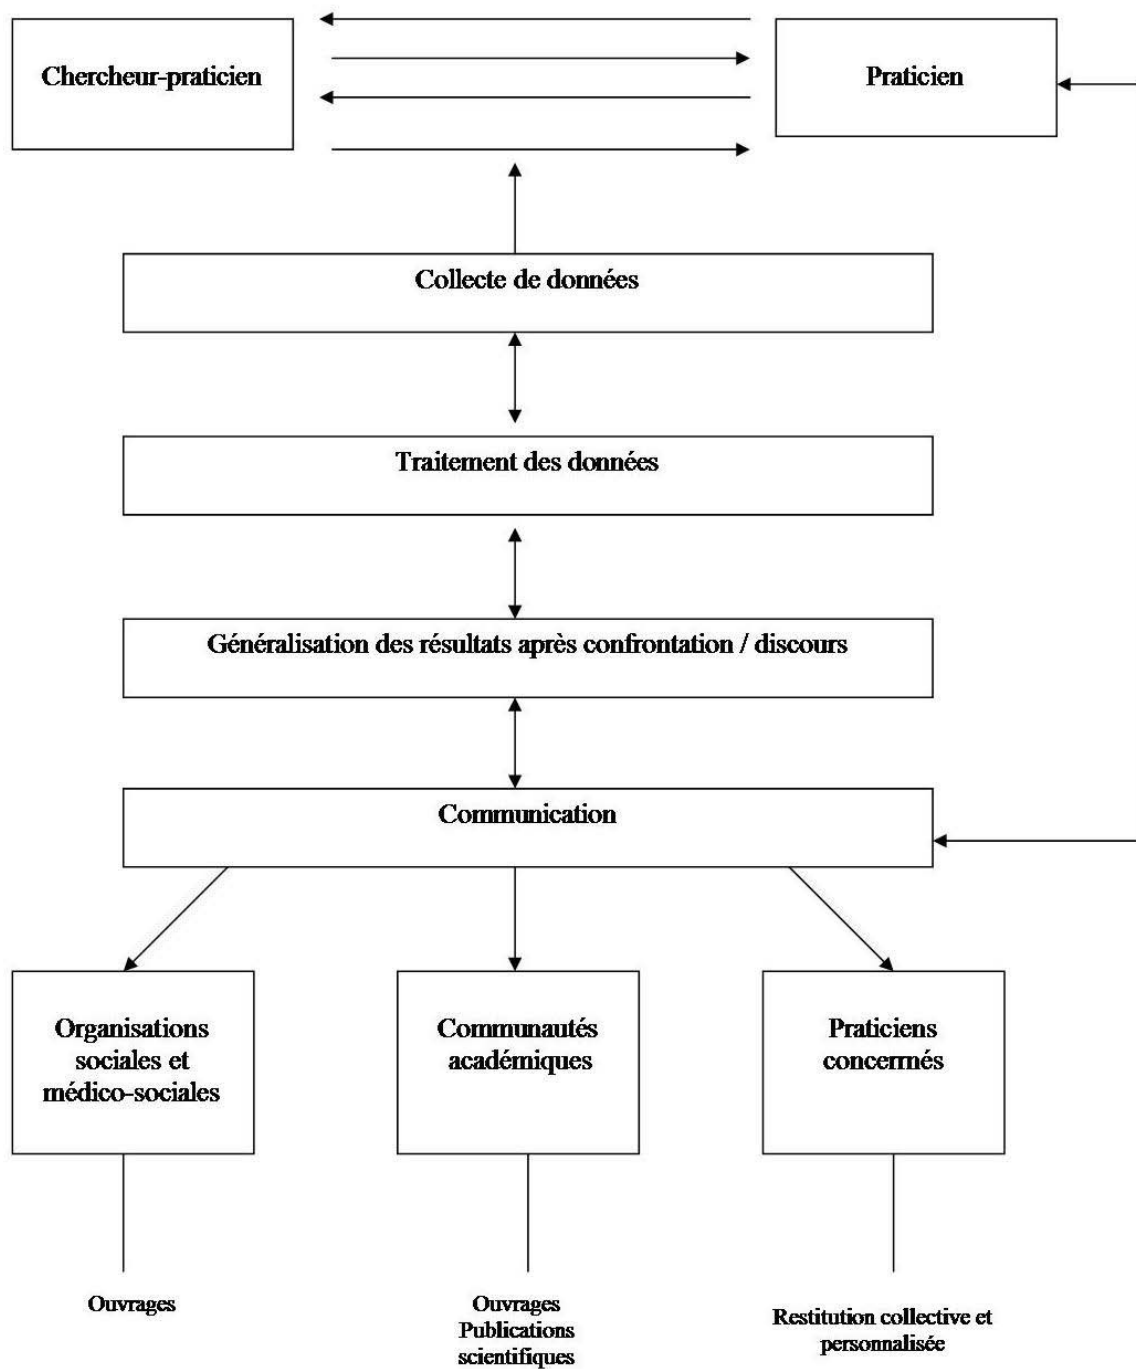 Chercheur-praticien
Praticien
Collecte de données
Traitement des données
Généralisation des résultats après confrontation / discours
Communication
Organisations
sociales et
médico-sociales
Communautés
académiques
Praticiens
concermés
Ouvrages
Ouvrages
Publications
scientifiques
Restitution collective et
personnalisée